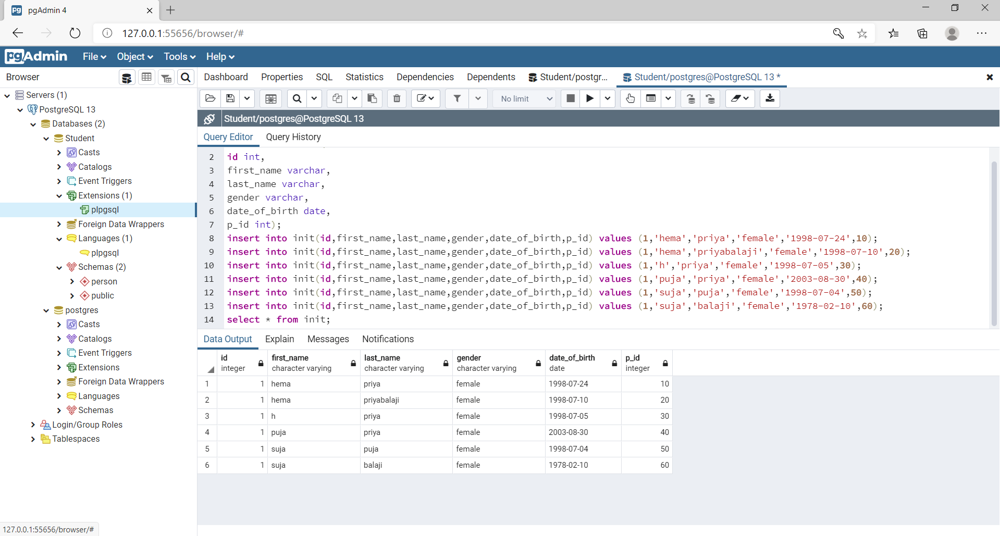 pgAdmin 4
127.0.0.1:55656/browser/#
pgAdmin File Object Tools Help
Browser
Dashboard Properties SQL Statistics Dependencies Dependents Student/postgr... Student/postgres@PostgreSQL 13 *
No limit
Servers (1)
PostgreSQL 13
Databases (2)
Student
Casts
Catalogs
Event Triggers
Extensions (1)
plpgsql
Foreign Data Wrappers
Languages (1)
plpgsql
Schemas (2)
person
public
postgres
Casts
Catalogs
Event Triggers
Extensions
Foreign Data Wrappers
Languages
Schemas
Login/Group Roles
Tablespaces
127.0.0.1:55656/browser/#
Student/postgres@PostgreSQL 13
Query Editor Query History
2 id int,
3 first_name varchar,
4 last_name varchar,
5 gender varchar,
6 date_of_birth date,
7 p_id int);
8 insert into init(id,first_name,last_name,gender,date_of_birth,p_id) values (1,'hema','priya','female','1998-07-24',10);
9 insert into init(id,first_name,last_name,gender,date_of_birth,p_id) values (1,'hema','priyabalaji','female','1998-07-10',20);
10 insert into init(id,first_name,last_name,gender,date_of_birth,p_id) values (1,'h','priya','female','1998-07-05',30);
11 insert into init(id,first_name,last_name,gender,date_of_birth,p_id) values (1,'puja','priya','female','2003-08-30',40);
12 insert into init(id,first_name,last_name,gender,date_of_birth,p_id) values (1,'suja','puja','female','1998-07-04',50);
13 insert into init(id,first_name,last_name,gender,date_of_birth,p_id) values (1,'suja','balaji','female','1978-02-10',60);
14 select * from init;
Data Output Explain Messages Notifications
id first_name last_name gender date_of_birth p_id
integer character varying character varying character varying date integer
1 1 hema priya female 1998-07-24 10
2 1 hema priyabalaji female 1998-07-10 20
3 1 h priya female 1998-07-05 30
4 1 puja priya female 2003-08-30 40
5 1 suja puja female 1998-07-04 50
6 1 suja balaji female 1978-02-10 60